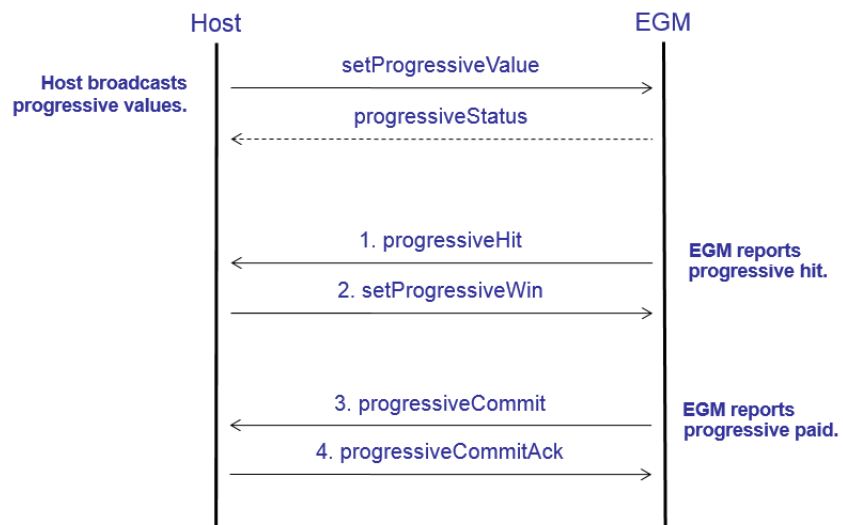 Host
EGM
setProgressiveValue
Host broadcasts
progressive values.
progressiveStatus
1. progressiveHit
EGM reports
progressive hit.
2. setProgressiveWin
3. progressiveCommit
EGM reports
progressive paid.
4. progressiveCommitAck